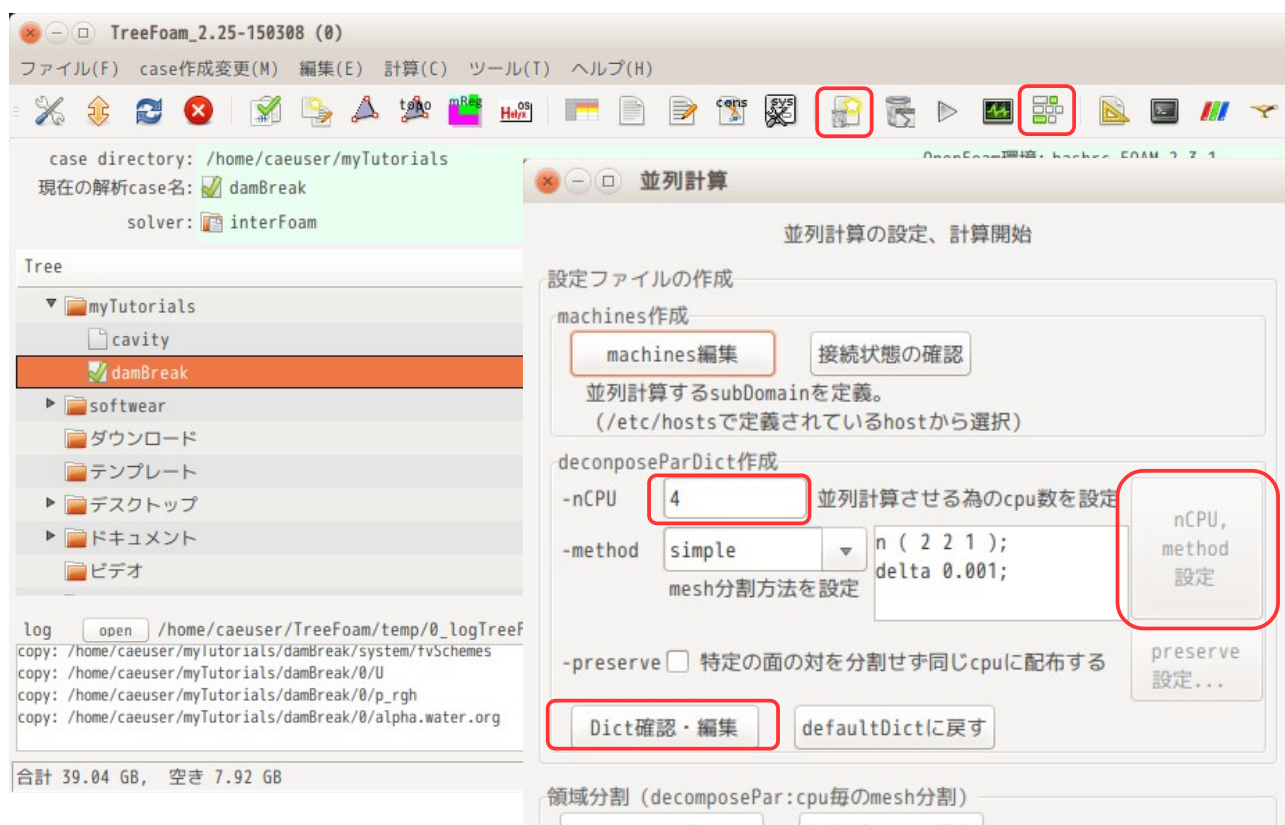 TreeFoam_2.25-150308 (0)
ファイル(F) case作成変更(M) 編集(E) 計算(C) ツール(T) ヘルプ(H)
topo
mReg
Helyx OS
cons
sys
case directory: /home/caeuser/myTutorials
現在の解析case名: damBreak
solver: interFoam
Tree
myTutorials
cavity
damBreak
softwear
ダウンロード
テンプレート
デスクトップ
ドキュメント
ビデオ
log open /home/caeuser/TreeFoam/temp/0_logTreeF
copy: /home/caeuser/myTutorials/damBreak/system/fvSchemes
copy: /home/caeuser/myTutorials/damBreak/0/U
copy: /home/caeuser/myTutorials/damBreak/0/p_rgh
copy: /home/caeuser/myTutorials/damBreak/0/alpha.water.org
合計 39.04 GB, 空き 7.92 GB
並列計算
並列計算の設定、計算開始
設定ファイルの作成
machines作成
machines編集 接続状態の確認
並列計算するsubDomainを定義。
(/etc/hostsで定義されているhostから選択)
deconposeParDict作成
-nCPU 4 並列計算させる為のcpu数を設定
-method simple
n ( 2 2 1 );
delta 0.001;
mesh分割方法を設定
nCPU,
method
設定
-preserve 特定の面の対を分割せず同じcpuに配布する
preserve
設定...
Dict確認・編集 defaultDictに戻す
領域分割 (decomposePar:cpu毎のmesh分割)